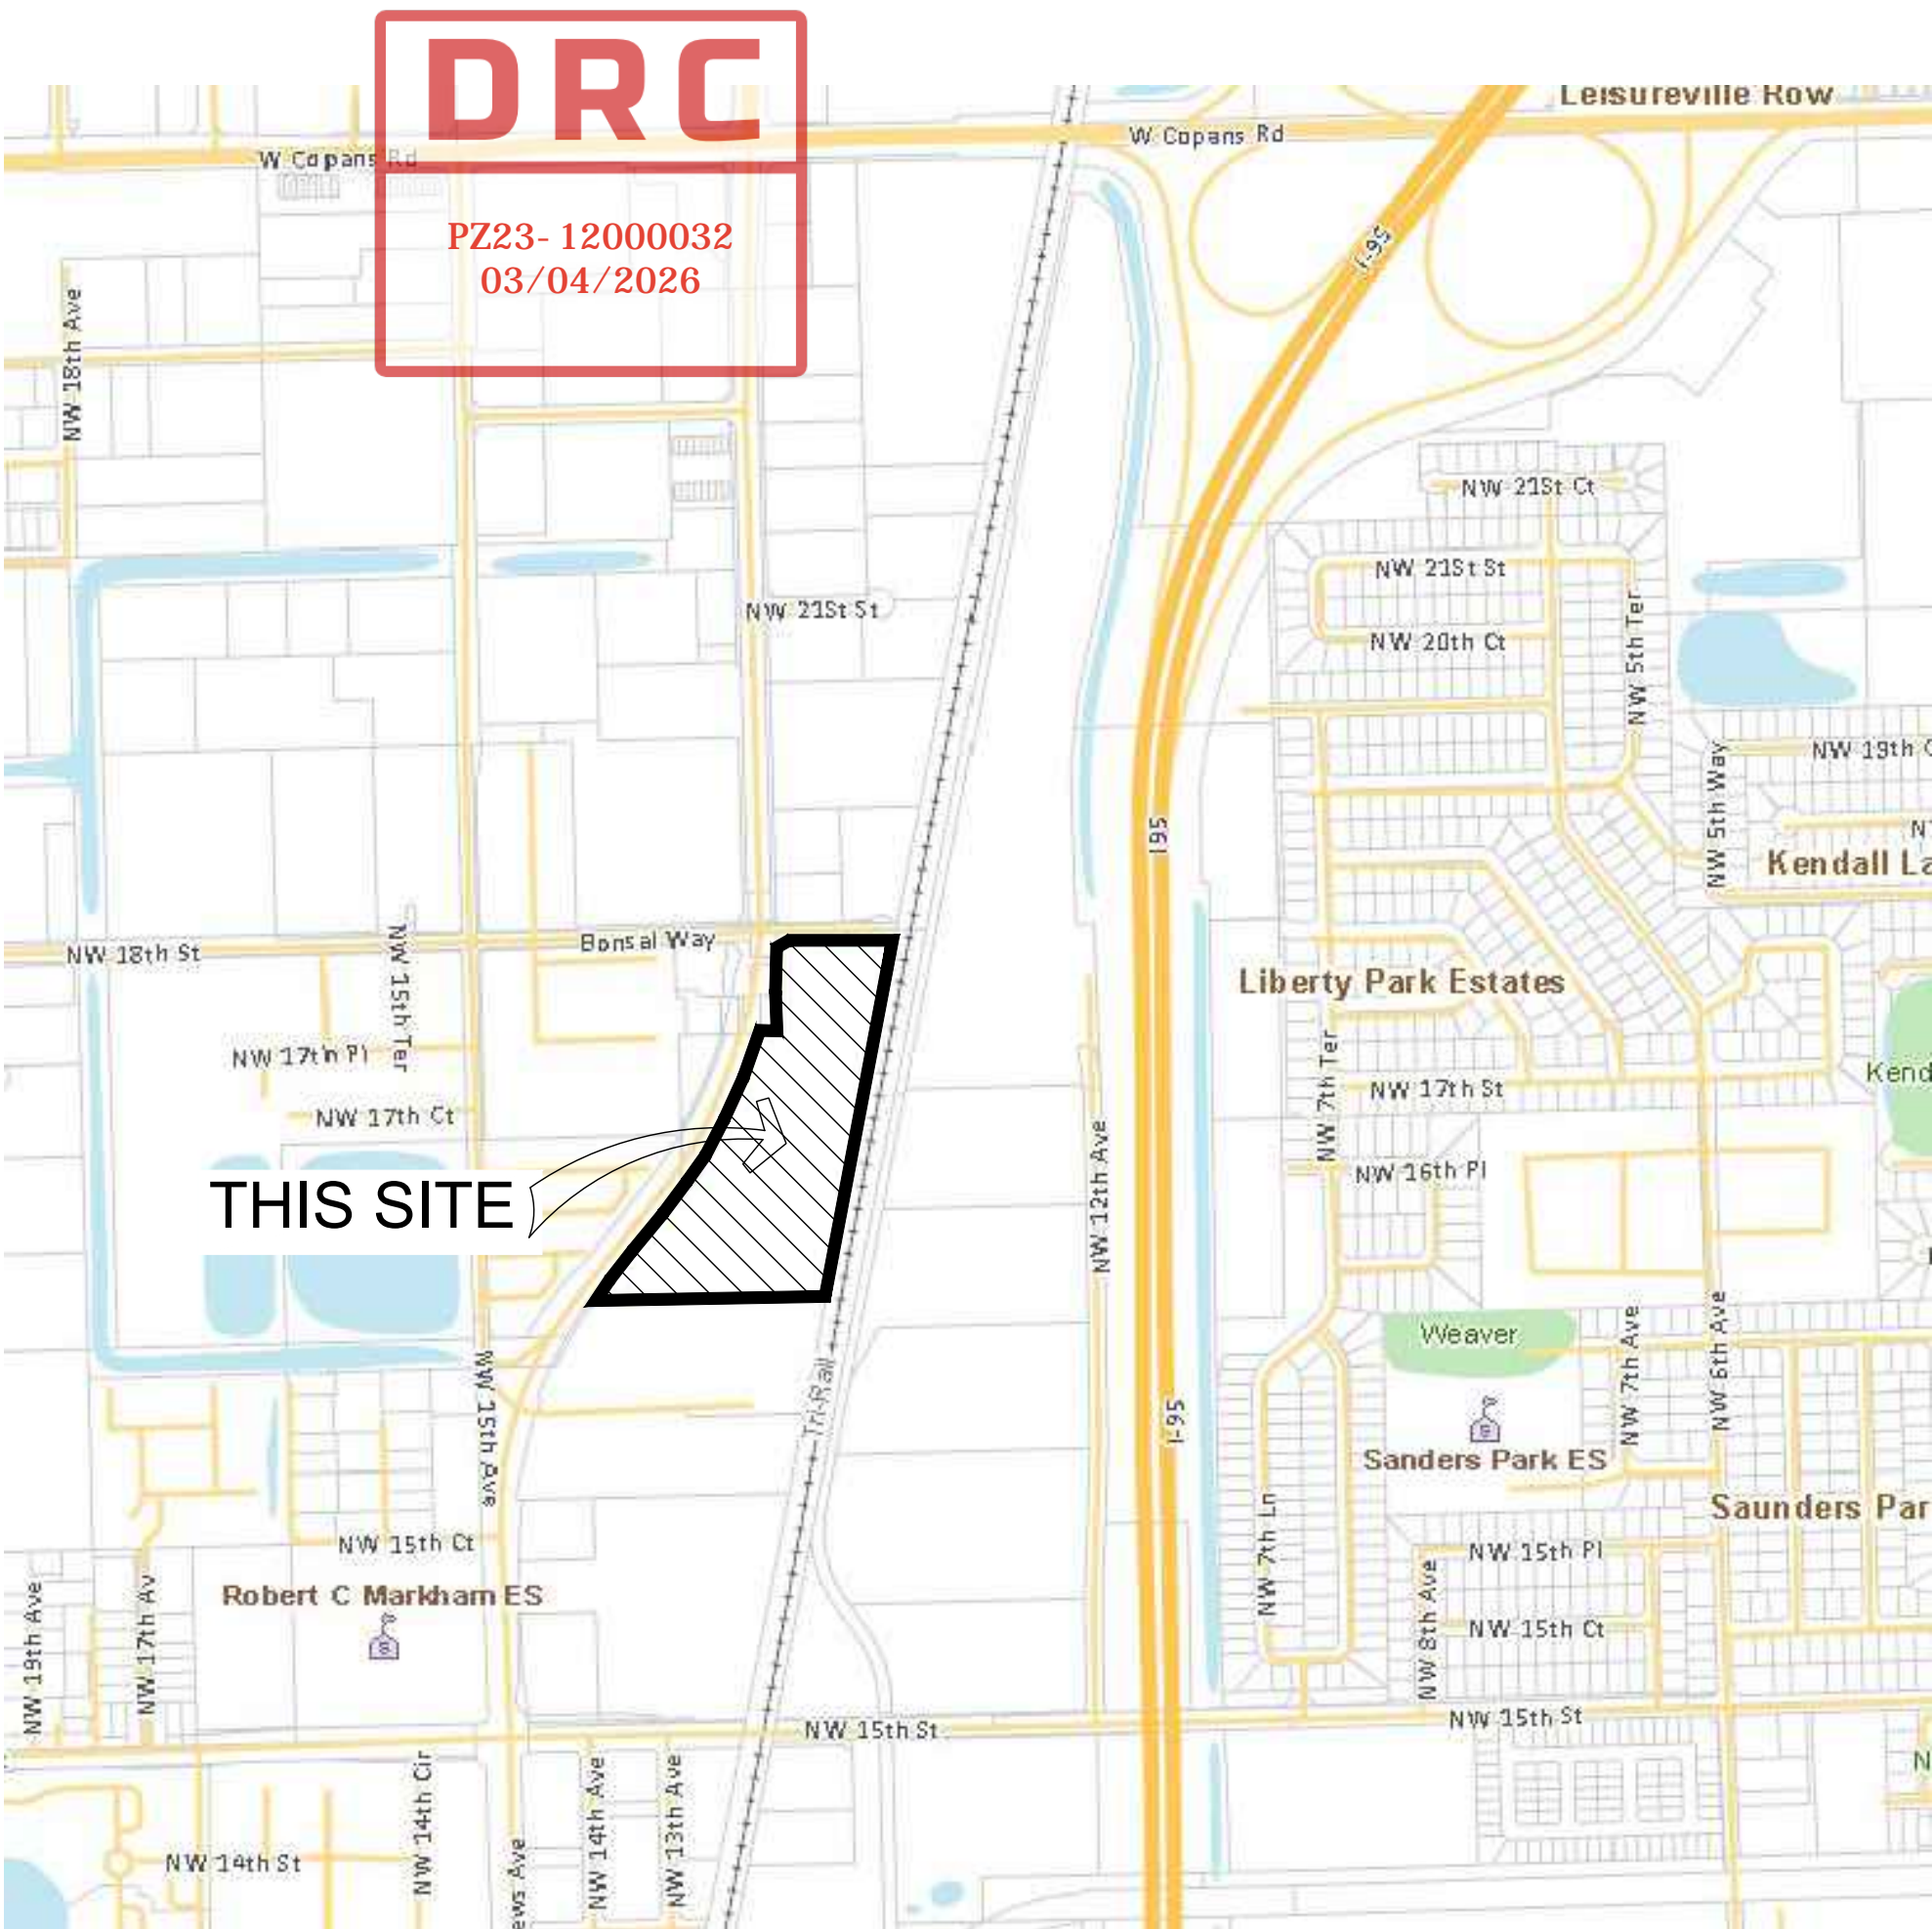 DRC
PZ23- 12000032
03/04/2026
Leisureville Row
W Copans Rd
W Copans Rd
I-95
NW 18th Ave
NW 21St Ct
NW 21St St
NW 21St St
NW 20th Ct
NW 5th Ter
NW 5th Way
NW 19th
I 95
Kendall
Bonsal Way
NW 18th St
NW 15th Ter
Liberty Park Estates
NW 17th Pl
NW 17th Ct
NW 7th Ter
NW 17th St
Kend
NW 12th Ave
NW 16th Pl
THIS SITE
Weaver
NW 7th Ave
NW 6th Ave
Tri-Rail
NW 15th Ave
I-95
Sanders Park ES
Saunders Par
NW 7th Ln
NW 15th Ct
NW 15th Pl
Robert C Markham ES
NW 19th Ave
NW 17th Av
NW 8th Ave
NW 15th Ct
NW 15th St
NW 15th St
NW 14th Cir
NW 14th Ave
NW 13th Ave
NW 14th St
ews Ave